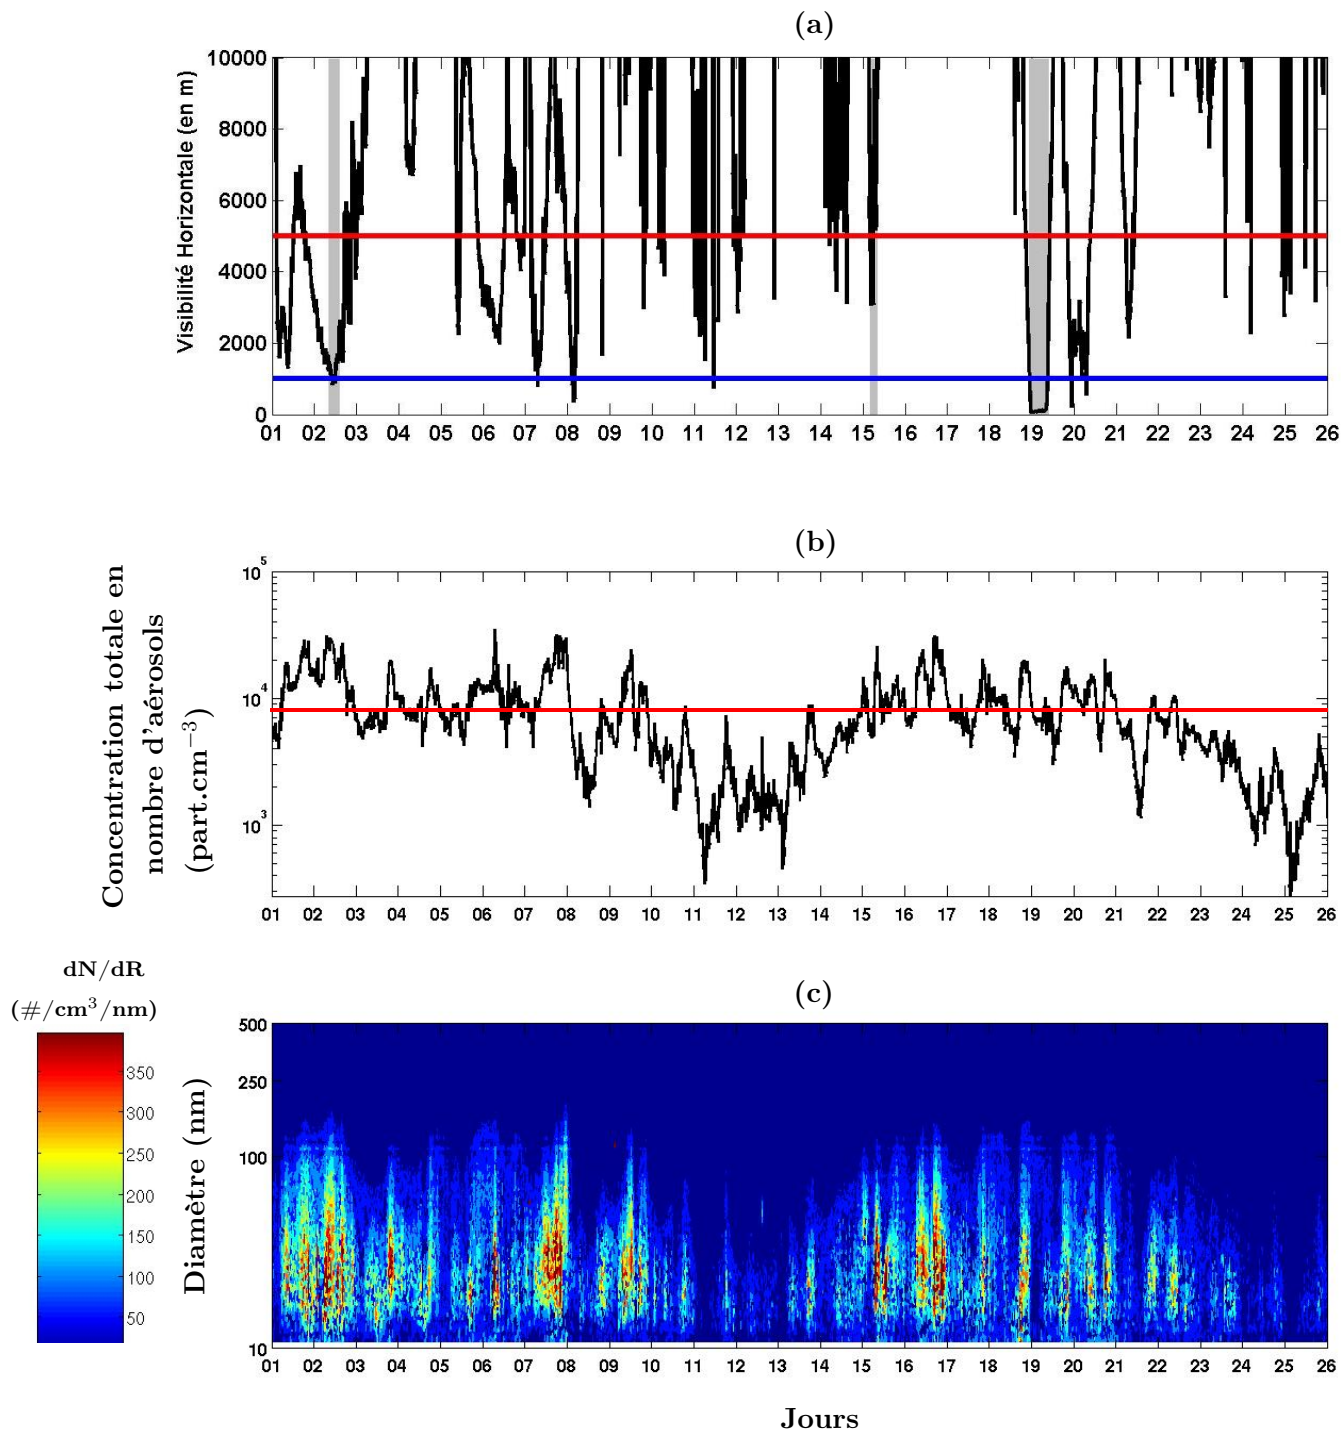 (a)
Visibilité Horizontale (en m)
10000
8000
6000
4000
2000
0
01 02 03 04 05 06 07 08 09 10 11 12 13 14 15 16 17 18 19 20 21 22 23 24 25 26
(b)
Concentration totale en
nombre d'aérosols
(part.cm⁻³)
10⁵
10⁴
10³
01 02 03 04 05 06 07 08 09 10 11 12 13 14 15 16 17 18 19 20 21 22 23 24 25 26
dN/dR
(#/cm³/nm)
350
300
250
200
150
100
50
(c)
Diamètre (nm)
500
250
100
10
01 02 03 04 05 06 07 08 09 10 11 12 13 14 15 16 17 18 19 20 21 22 23 24 25 26
Jours